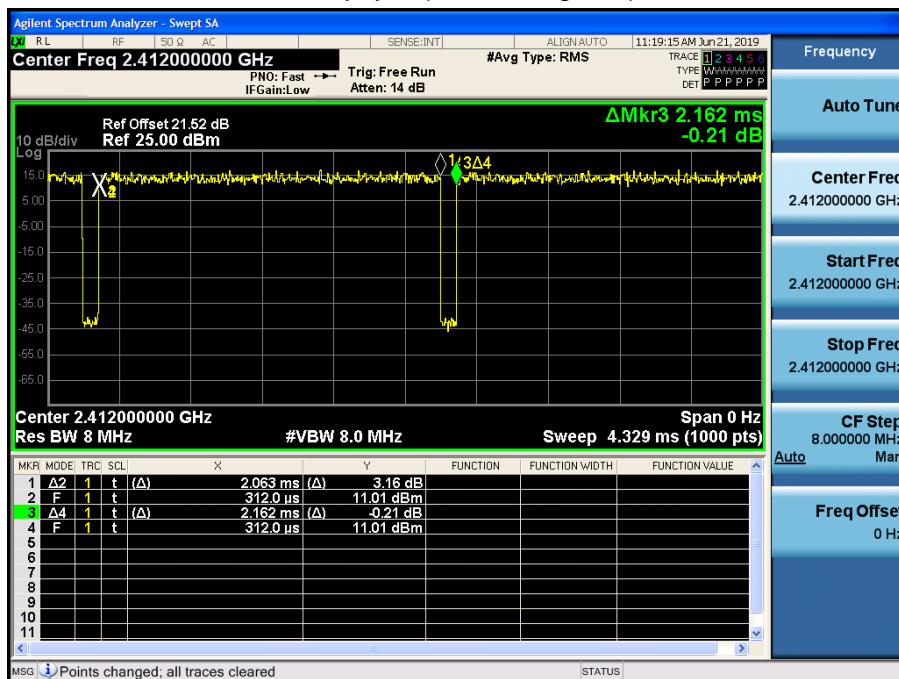 Agilent Spectrum Analyzer - Swept SA
LXI RL RF 50 Ω AC SENSE:INT ALIGN AUTO 11:19:15 AM Jun 21, 2019
Center Freq 2.412000000 GHz #Avg Type: RMS TRACE 1 2 3 4 5 6
PNO: Fast Trig: Free Run TYPE WWWWWW
IFGain:Low Atten: 14 dB DET P P P P P P
ΔMkr3 2.162 ms
-0.21 dB
Ref Offset 21.52 dB
10 dB/div Ref 25.00 dBm
Log
1/3Δ4
15.0
5.00
-5.00
-15.0
-25.0
-35.0
-45.0
-55.0
-65.0
Center 2.412000000 GHz Span 0 Hz
Res BW 8 MHz #VBW 8.0 MHz Sweep 4.329 ms (1000 pts)
MKR MODE TRC SCL X Y FUNCTION FUNCTION WIDTH FUNCTION VALUE
1 Δ2 1 t (Δ) 2.063 ms (Δ) 3.16 dB
2 F 1 t 312.0 µs 11.01 dBm
3 Δ4 1 t (Δ) 2.162 ms (Δ) -0.21 dB
4 F 1 t 312.0 µs 11.01 dBm
5
6
7
8
9
10
11
MSG Points changed; all traces cleared STATUS
Frequency
Auto Tune
Center Freq
2.412000000 GHz
Start Freq
2.412000000 GHz
Stop Freq
2.412000000 GHz
CF Step
8.000000 MHz
Auto Man
Freq Offset
0 Hz